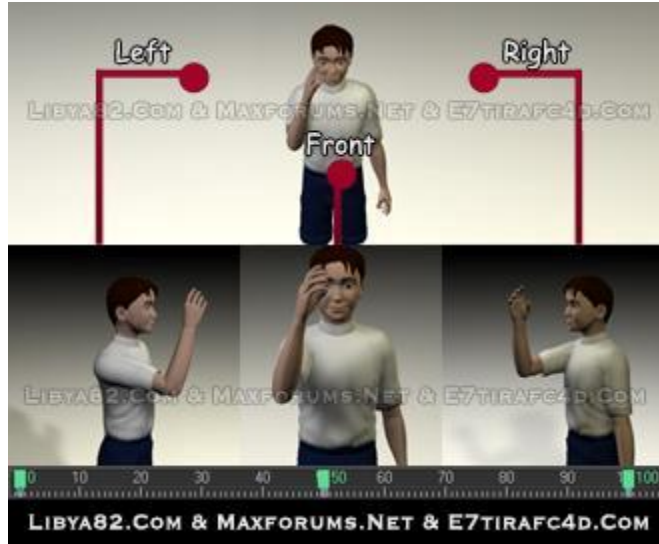 Left Right
LIBYA82.COM & MAXFORUMS.NET & E7TIRAFC4D.COM
Front
LIBYA82.COM & MAXFORUMS.NET & E7TIRAFC4D.COM
0 10 20 30 40 50 60 70 80 90 100
LIBYA82.COM & MAXFORUMS.NET & E7TIRAFC4D.COM